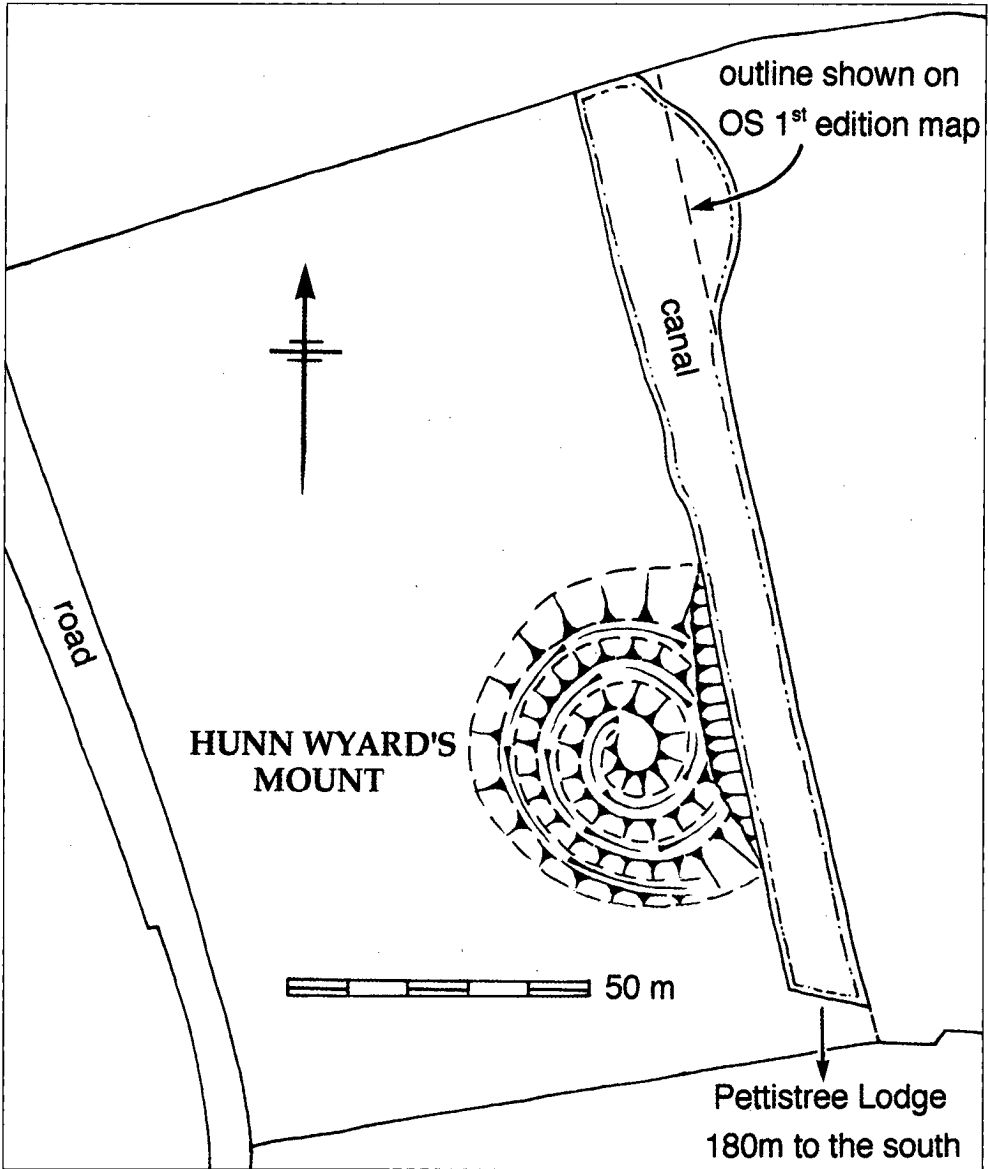 outline shown on
OS 1st edition map
canal
road
HUNN WYARD'S
MOUNT
50 m
Pettistree Lodge
180m to the south